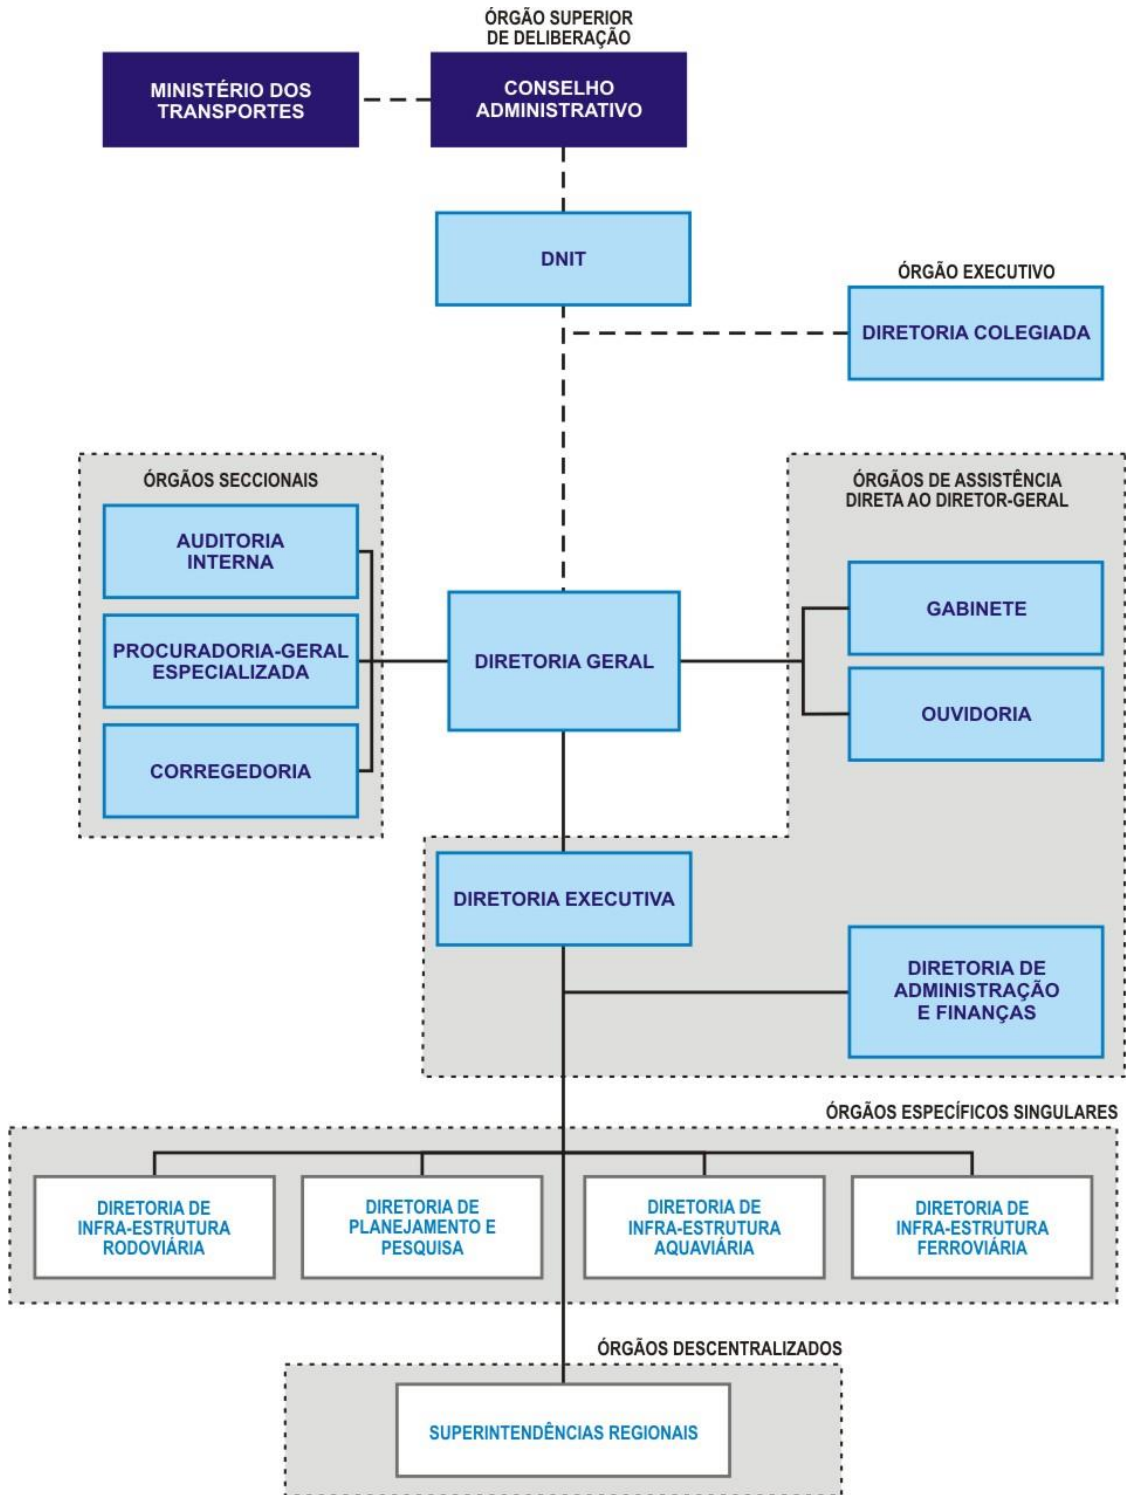 ÓRGÃO SUPERIOR
DE DELIBERAÇÃO
MINISTÉRIO DOS
TRANSPORTES
CONSELHO
ADMINISTRATIVO
DNIT
ÓRGÃO EXECUTIVO
DIRETORIA COLEGIADA
ÓRGÃOS SECCIONAIS
AUDITORIA
INTERNA
PROCURADORIA-GERAL
ESPECIALIZADA
CORREGEDORIA
DIRETORIA GERAL
ÓRGÃOS DE ASSISTÊNCIA
DIRETA AO DIRETOR-GERAL
GABINETE
OUVIDORIA
DIRETORIA EXECUTIVA
DIRETORIA DE
ADMINISTRAÇÃO
E FINANÇAS
ÓRGÃOS ESPECÍFICOS SINGULARES
DIRETORIA DE
INFRA-ESTRUTURA
RODOVIÁRIA
DIRETORIA DE
PLANEJAMENTO E
PESQUISA
DIRETORIA DE
INFRA-ESTRUTURA
AQUAVIÁRIA
DIRETORIA DE
INFRA-ESTRUTURA
FERROVIÁRIA
ÓRGÃOS DESCENTRALIZADOS
SUPERINTENDÊNCIAS REGIONAIS